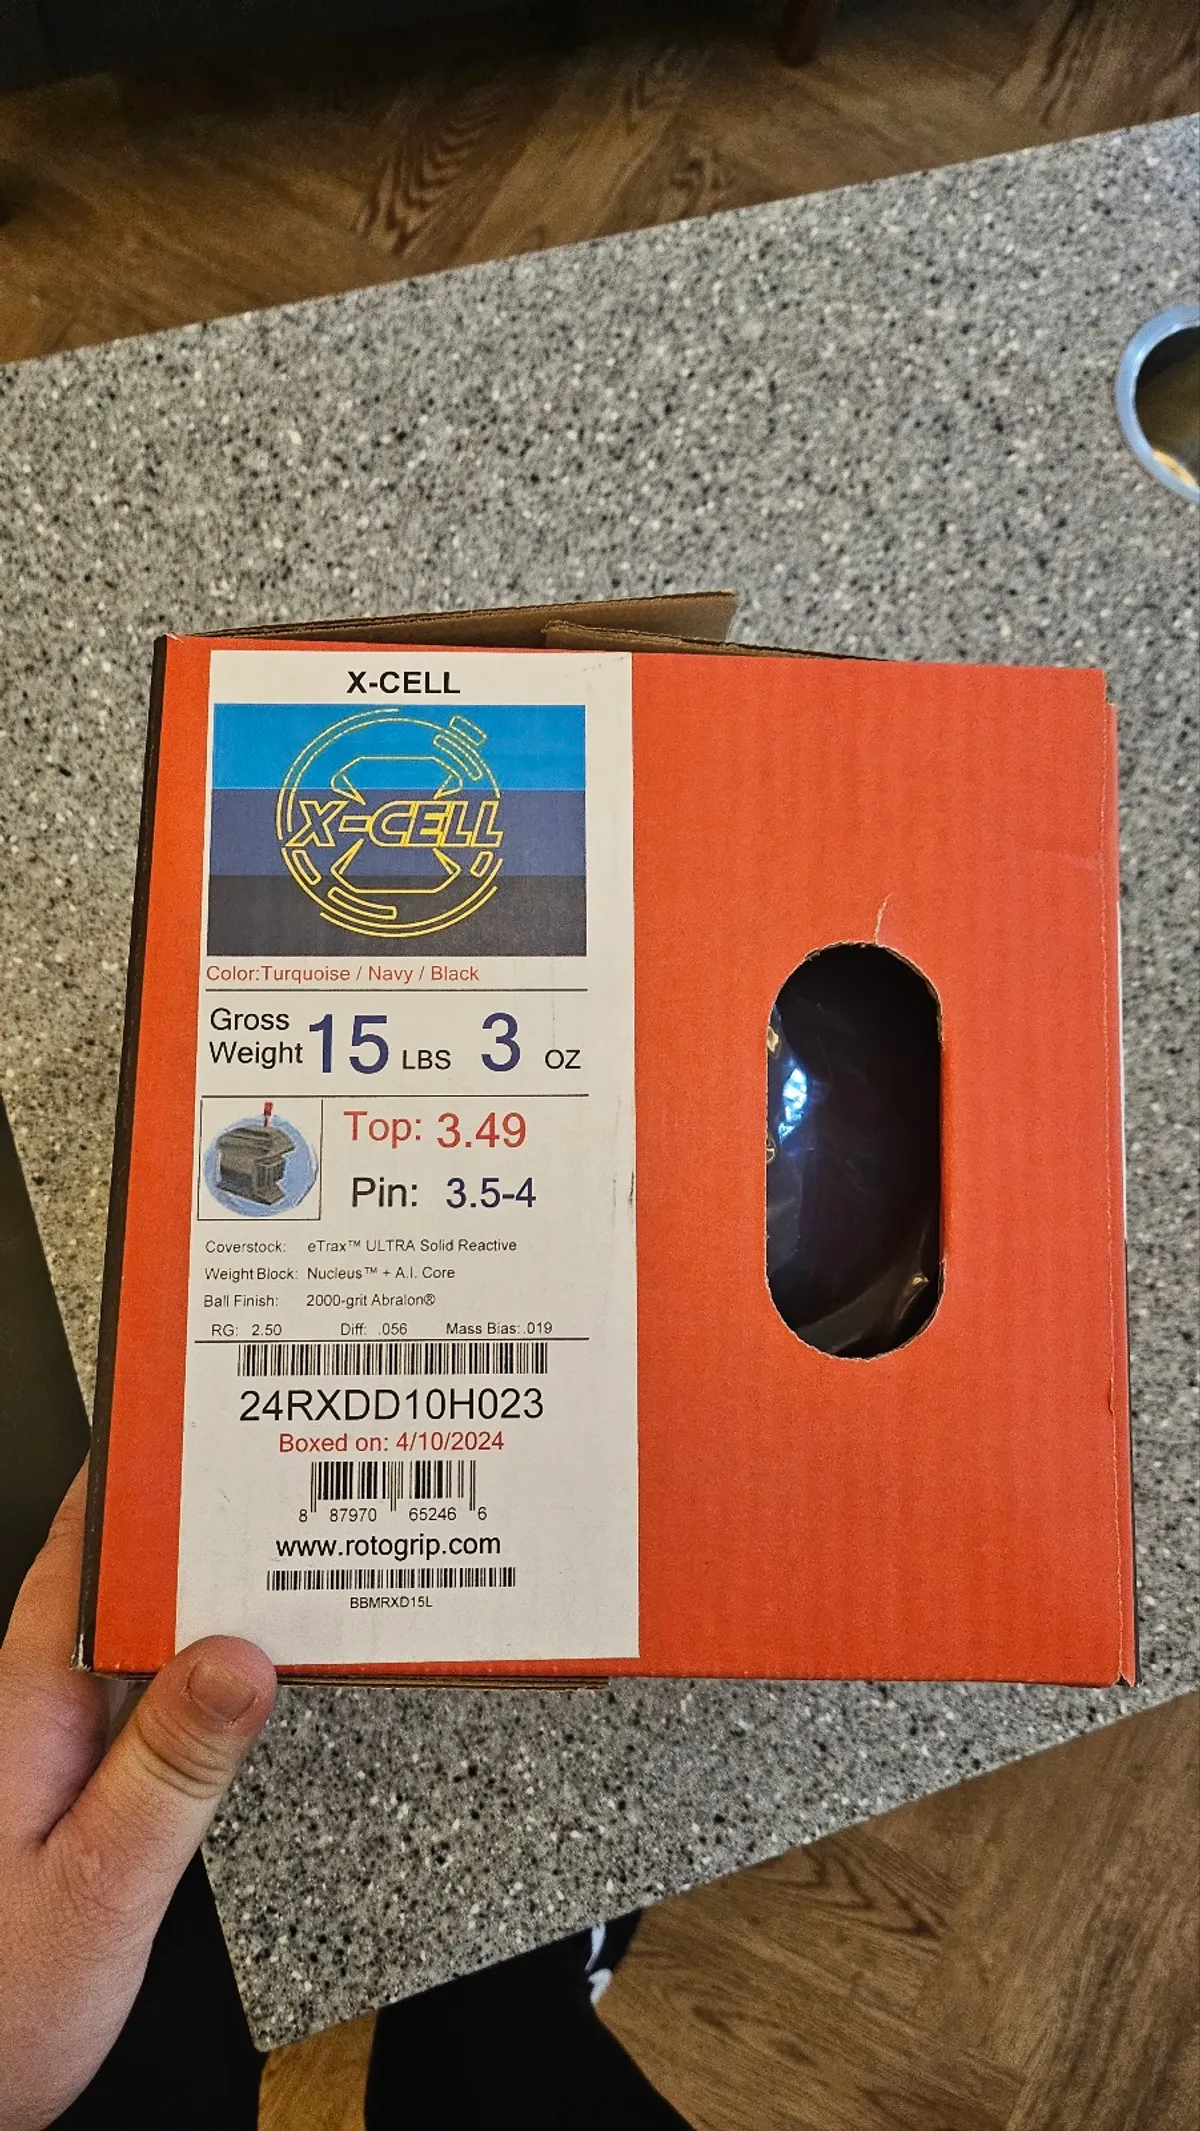 X-CELL
X-CELL
Color:Turquoise / Navy / Black
Gross Weight 15 LBS 3 OZ
Top: 3.49
Pin: 3.5-4
Coverstock: eTrax™ ULTRA Solid Reactive
Weight Block: Nucleus™ + A.I. Core
Ball Finish: 2000-grit Abralon®
RG: 2.50 Diff: .056 Mass Bias: .019
24RXDD10H023
Boxed on: 4/10/2024
8 87970 65246 6
www.rotogrip.com
BBMRXD15L